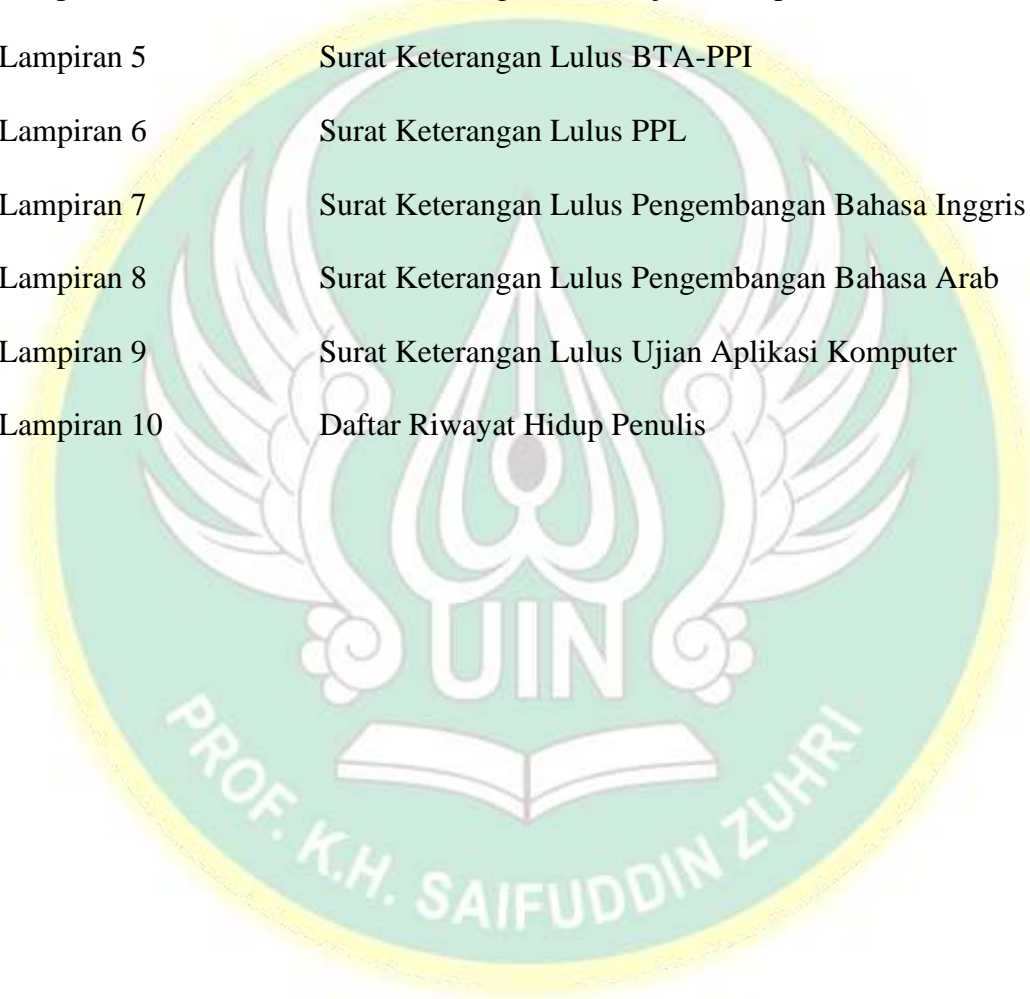 Lampiran 5 Surat Keterangan Lulus BTA-PPI
Lampiran 6 Surat Keterangan Lulus PPL
Lampiran 7 Surat Keterangan Lulus Pengembangan Bahasa Inggris
Lampiran 8 Surat Keterangan Lulus Pengembangan Bahasa Arab
Lampiran 9 Surat Keterangan Lulus Ujian Aplikasi Komputer
Lampiran 10 Daftar Riwayat Hidup Penulis
UIN
PROF. K.H. SAIFUDDIN ZUHRI